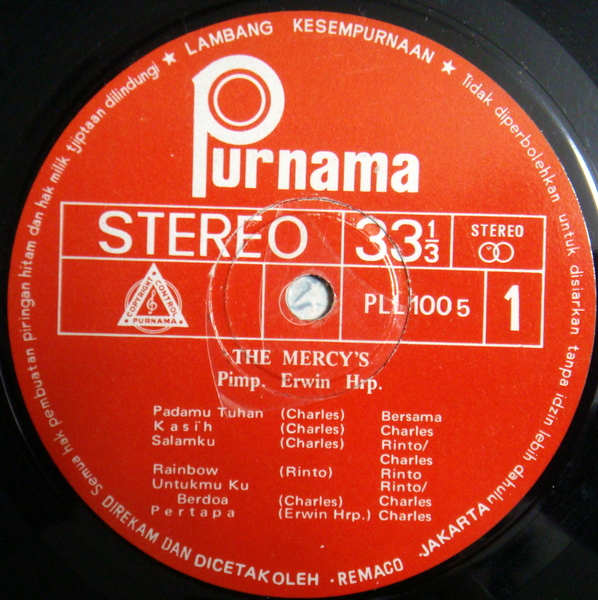 ★ LAMBANG KESEMPURNAAN ★
Tidak diperbolehkan untuk disiarkan tanpa idzin lebih dahulu
Semua hak pembuatan piringan hitam dan hak milik tjiptaan dilindungi
Purnama
STEREO
33 1/3
STEREO
COPYRIGHT CONTROL
PURNAMA
PLL 1005
1
THE MERCY'S
Pimp. Erwin Hrp.
Padamu Tuhan (Charles) Bersama
Kasih (Charles) Charles
Salamku (Charles) Rinto/
Charles
Rainbow (Rinto) Rinto
Untukmu Ku Rinto/
Berdoa (Charles) Charles
Pertapa (Erwin Hrp.) Charles
DIREKAM DAN DICETAK OLEH · REMACO · JAKARTA